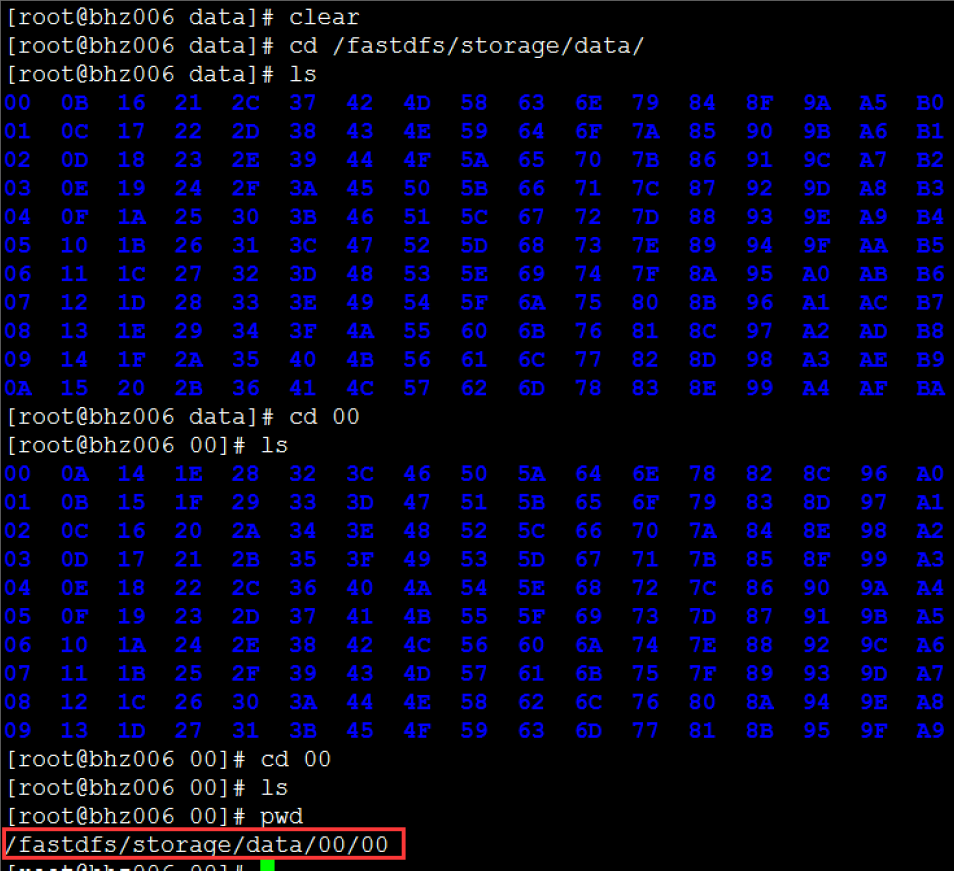 [root@bhz006 data]# clear
[root@bhz006 data]# cd /fastdfs/storage/data/
[root@bhz006 data]# ls
00 0B 16 21 2C 37 42 4D 58 63 6E 79 84 8F 9A A5 B0
01 0C 17 22 2D 38 43 4E 59 64 6F 7A 85 90 9B A6 B1
02 0D 18 23 2E 39 44 4F 5A 65 70 7B 86 91 9C A7 B2
03 0E 19 24 2F 3A 45 50 5B 66 71 7C 87 92 9D A8 B3
04 0F 1A 25 30 3B 46 51 5C 67 72 7D 88 93 9E A9 B4
05 10 1B 26 31 3C 47 52 5D 68 73 7E 89 94 9F AA B5
06 11 1C 27 32 3D 48 53 5E 69 74 7F 8A 95 A0 AB B6
07 12 1D 28 33 3E 49 54 5F 6A 75 80 8B 96 A1 AC B7
08 13 1E 29 34 3F 4A 55 60 6B 76 81 8C 97 A2 AD B8
09 14 1F 2A 35 40 4B 56 61 6C 77 82 8D 98 A3 AE B9
0A 15 20 2B 36 41 4C 57 62 6D 78 83 8E 99 A4 AF BA
[root@bhz006 data]# cd 00
[root@bhz006 00]# ls
00 0A 14 1E 28 32 3C 46 50 5A 64 6E 78 82 8C 96 A0
01 0B 15 1F 29 33 3D 47 51 5B 65 6F 79 83 8D 97 A1
02 0C 16 20 2A 34 3E 48 52 5C 66 70 7A 84 8E 98 A2
03 0D 17 21 2B 35 3F 49 53 5D 67 71 7B 85 8F 99 A3
04 0E 18 22 2C 36 40 4A 54 5E 68 72 7C 86 90 9A A4
05 0F 19 23 2D 37 41 4B 55 5F 69 73 7D 87 91 9B A5
06 10 1A 24 2E 38 42 4C 56 60 6A 74 7E 88 92 9C A6
07 11 1B 25 2F 39 43 4D 57 61 6B 75 7F 89 93 9D A7
08 12 1C 26 30 3A 44 4E 58 62 6C 76 80 8A 94 9E A8
09 13 1D 27 31 3B 45 4F 59 63 6D 77 81 8B 95 9F A9
[root@bhz006 00]# cd 00
[root@bhz006 00]# ls
[root@bhz006 00]# pwd
/fastdfs/storage/data/00/00
[root@bhz006 00]#